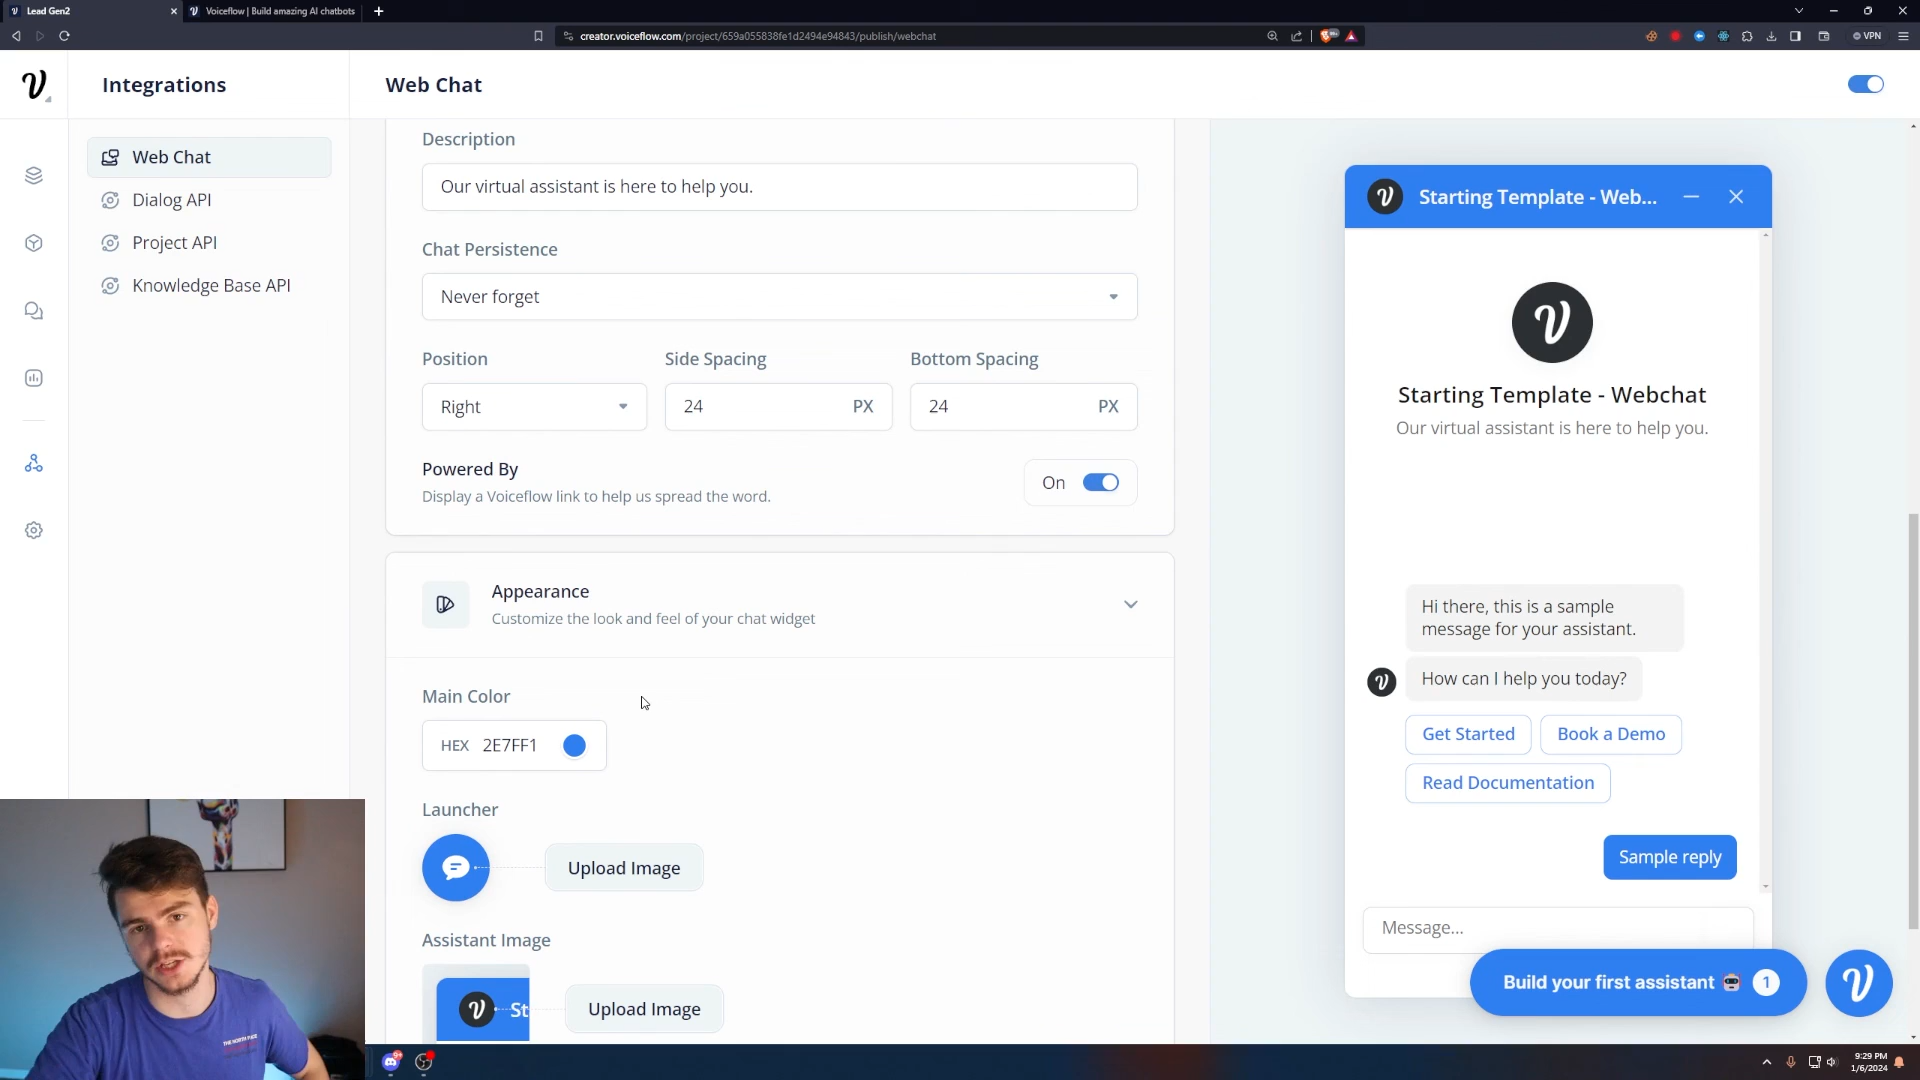 Lead Gen2
Voiceflow | Build amazing AI chatbots
creator.voiceflow.com/project/659a055838fe1d2494e94843/publish/webchat
VPN
Integrations
Web Chat
Web Chat
Dialog API
Project API
Knowledge Base API
Description
Our virtual assistant is here to help you.
Chat Persistence
Never forget
Position
Side Spacing
Bottom Spacing
Right
24 PX
24 PX
Powered By
Display a Voiceflow link to help us spread the word.
On
Appearance
Customize the look and feel of your chat widget
Main Color
HEX 2E7FF1
Launcher
Upload Image
Assistant Image
St
Upload Image
Starting Template - Web...
Starting Template - Webchat
Our virtual assistant is here to help you.
Hi there, this is a sample
message for your assistant.
How can I help you today?
Get Started
Book a Demo
Read Documentation
Sample reply
Message...
Build your first assistant
1
THE NORTH FACE
9:29 PM
1/6/2024